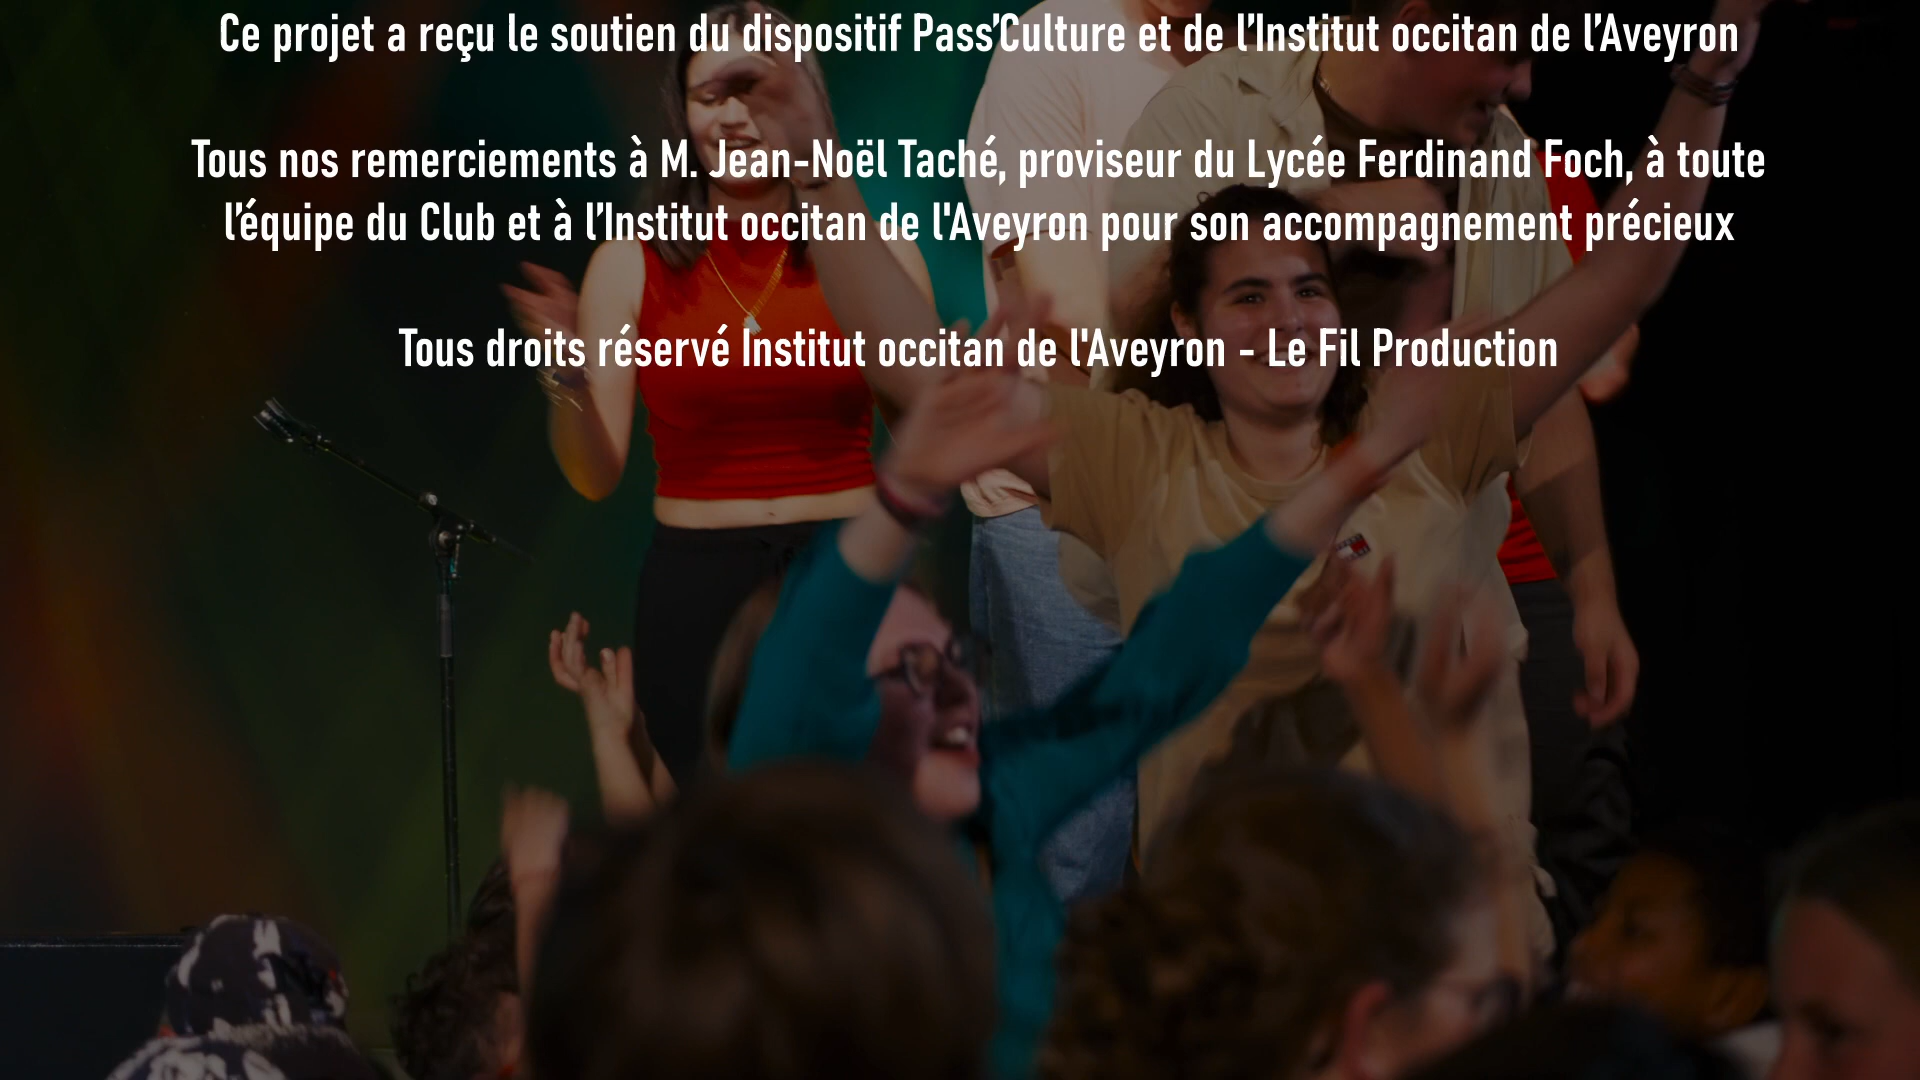 Ce projet a reçu le soutien du dispositif Pass’Culture et de l’Institut occitan de l’Aveyron
Tous nos remerciements à M. Jean-Noël Taché, proviseur du Lycée Ferdinand Foch, à toute
l’équipe du Club et à l’Institut occitan de l'Aveyron pour son accompagnement précieux
Tous droits réservé Institut occitan de l'Aveyron - Le Fil Production